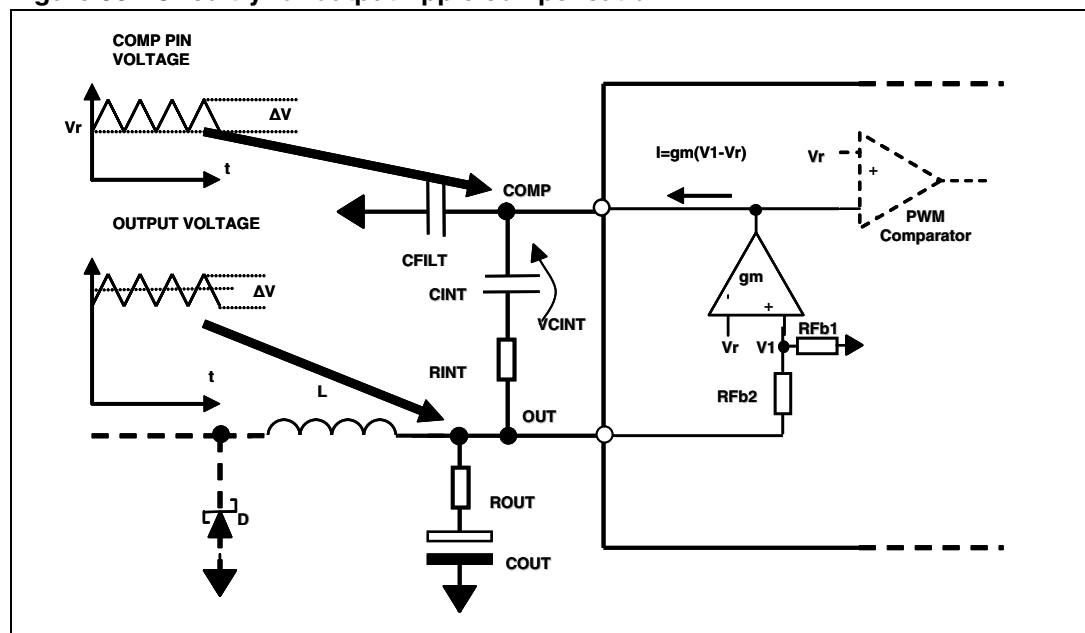 COMP PIN
VOLTAGE
Vr
ΔV
t
OUTPUT VOLTAGE
ΔV
t
L
COMP
CFILT
CINT
VCINT
RINT
OUT
ROUT
COUT
D
I=gm(V1-Vr)
Vr
+
PWM
Comparator
gm
-
+
Vr
V1
RFb1
RFb2